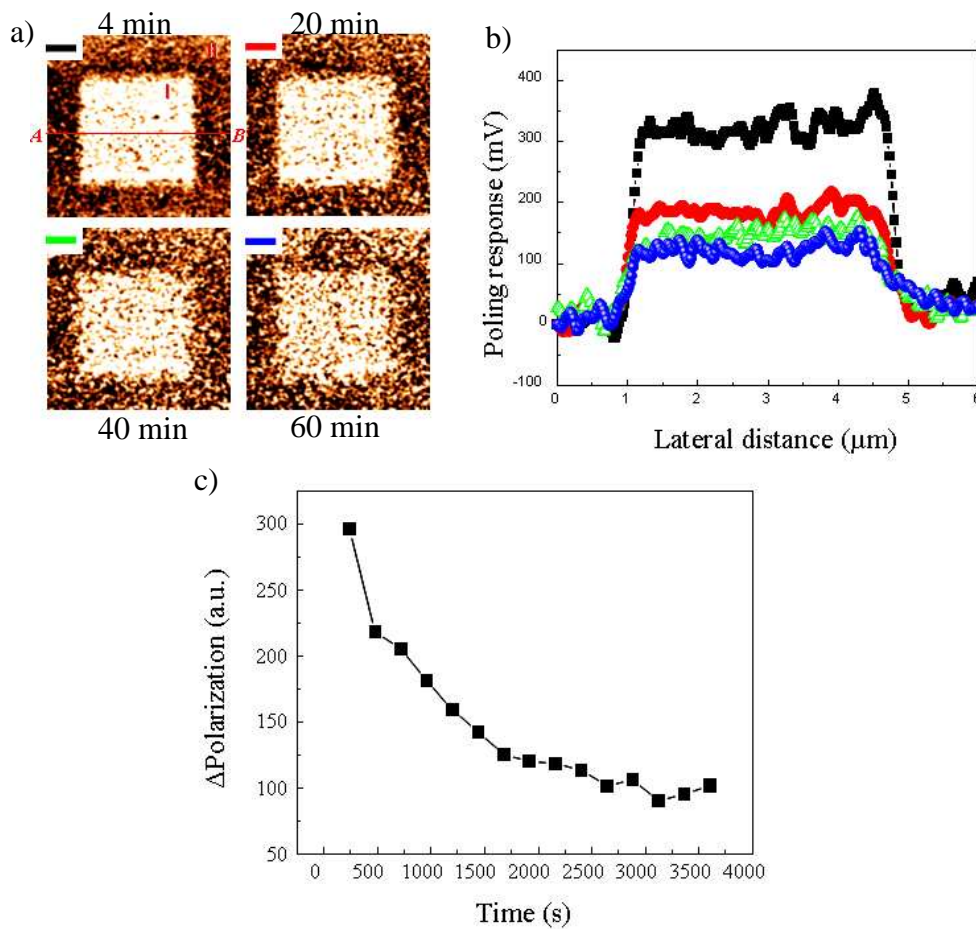 a)
4 min
20 min
II
I
A
B
40 min
60 min
b)
Poling response (mV)
400
300
200
100
0
-100
0 1 2 3 4 5 6
Lateral distance (μm)
c)
ΔPolarization (a.u.)
300
250
200
150
100
50
0 500 1000 1500 2000 2500 3000 3500 4000
Time (s)